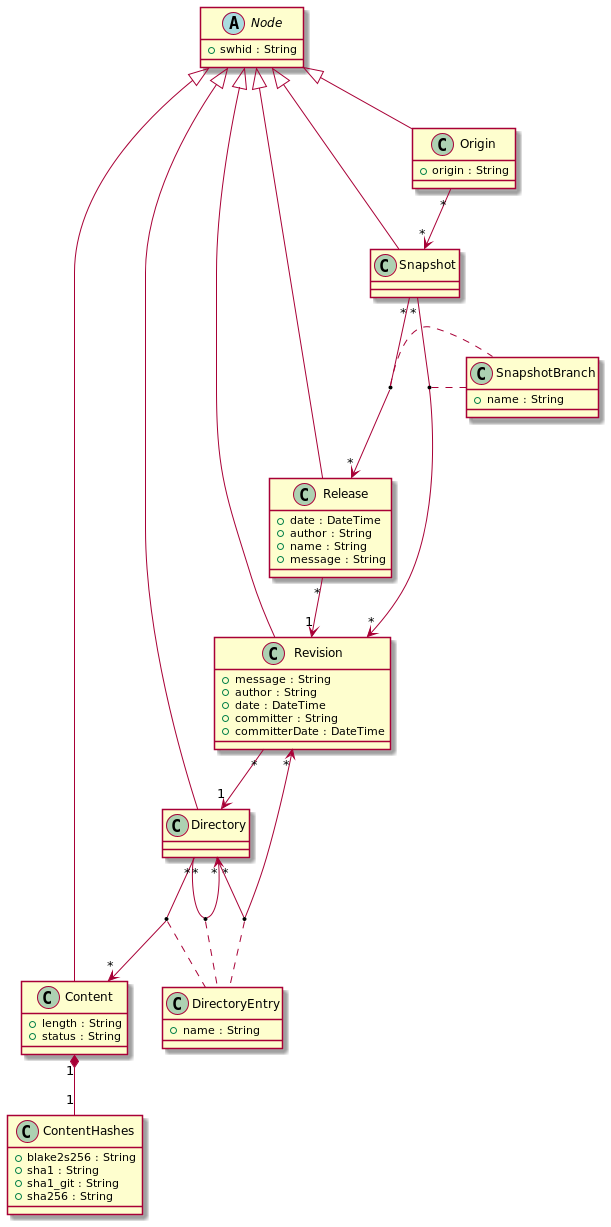 A Node
swhid : String
C Origin
origin : String
*
*
C Snapshot
* *
C SnapshotBranch
name : String
*
C Release
date : DateTime
author : String
name : String
message : String
*
1
*
C Revision
message : String
author : String
date : DateTime
committer : String
committerDate : DateTime
* *
1
C Directory
* * * *
*
C Content
length : String
status : String
C DirectoryEntry
name : String
1
1
C ContentHashes
blake2s256 : String
sha1 : String
sha1_git : String
sha256 : String